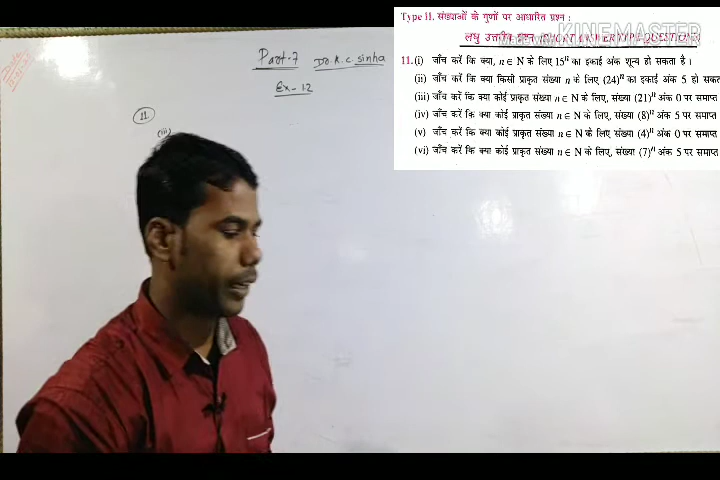 Type 11. संख्याओं के गुणों पर आधारित प्रश्न :
लघु उत्तरीय प्रश्न (SHORT ANSWER TYPE QUESTIONS)
KINEMASTER
11. (i) जाँच करें कि क्या, n ∈ N के लिए 15ⁿ का इकाई अंक शून्य हो सकता है।
(ii) जाँच करें कि क्या किसी प्राकृत संख्या n के लिए (24)ⁿ का इकाई अंक 5 हो सकत
(iii) जाँच करें कि क्या कोई प्राकृत संख्या n ∈ N के लिए, संख्या (21)ⁿ अंक 0 पर समाप्त
(iv) जाँच करें कि क्या कोई प्राकृत संख्या n ∈ N के लिए, संख्या (8)ⁿ अंक 5 पर समाप्त
(v) जाँच करें कि क्या कोई प्राकृत संख्या n ∈ N के लिए संख्या (4)ⁿ अंक 0 पर समाप्त
(vi) जाँच करें कि क्या कोई प्राकृत संख्या n ∈ N के लिए, संख्या (7)ⁿ अंक 5 पर समाप्त
Part-7 Dr. K. C. Sinha
Ex-1.2
11.
(iii)